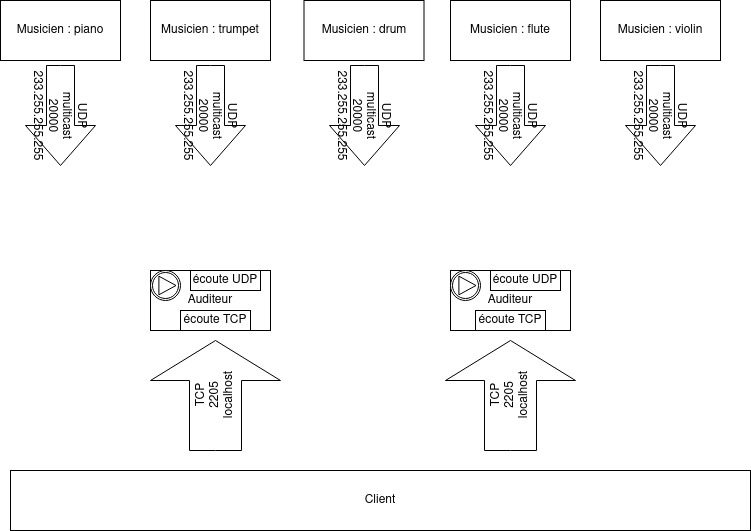 Musicien : piano
Musicien : trumpet
Musicien : drum
Musicien : flute
Musicien : violin
UDP
multicast
20000
233.255.255.255
UDP
multicast
20000
233.255.255.255
UDP
multicast
20000
233.255.255.255
UDP
multicast
20000
233.255.255.255
UDP
multicast
20000
233.255.255.255
écoute UDP
Auditeur
écoute TCP
écoute UDP
Auditeur
écoute TCP
TCP
2205
localhost
TCP
2205
localhost
Client